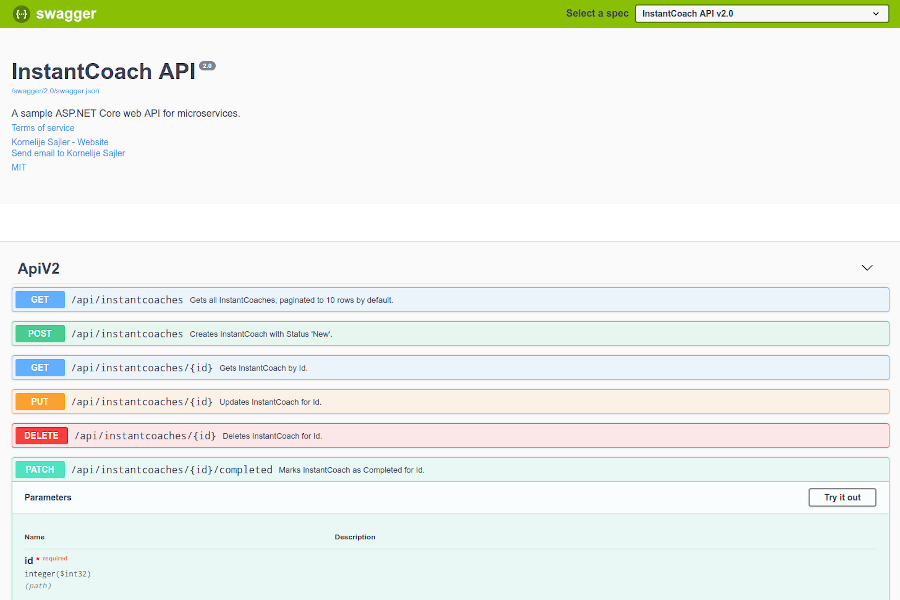 swagger
Select a spec InstantCoach API v2.0
InstantCoach API 2.0
/swagger/2.0/swagger.json
A sample ASP.NET Core web API for microservices.
Terms of service
Kornelije Sajler - Website
Send email to Kornelije Sajler
MIT
ApiV2
GET /api/instantcoaches Gets all InstantCoaches, paginated to 10 rows by default.
POST /api/instantcoaches Creates InstantCoach with Status 'New'.
GET /api/instantcoaches/{id} Gets InstantCoach by Id.
PUT /api/instantcoaches/{id} Updates InstantCoach for Id.
DELETE /api/instantcoaches/{id} Deletes InstantCoach for Id.
PATCH /api/instantcoaches/{id}/completed Marks InstantCoach as Completed for Id.
Parameters Try it out
Name Description
id * required
integer($int32)
(path)